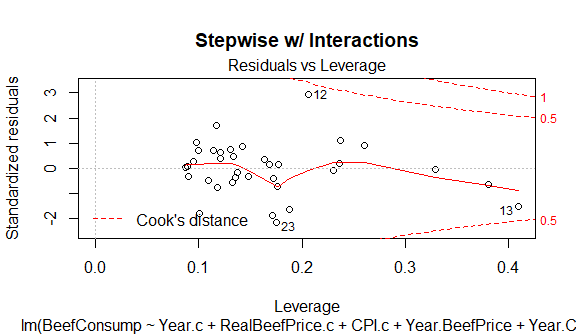 Stepwise w/ Interactions
Residuals vs Leverage
Standardized residuals
3
2
1
0
-2
12
13
23
1
0.5
0.5
Cook's distance
0.0
0.1
0.2
0.3
0.4
Leverage
lm(BeefConsump ~ Year.c + RealBeefPrice.c + CPI.c + Year.BeefPrice + Year.C